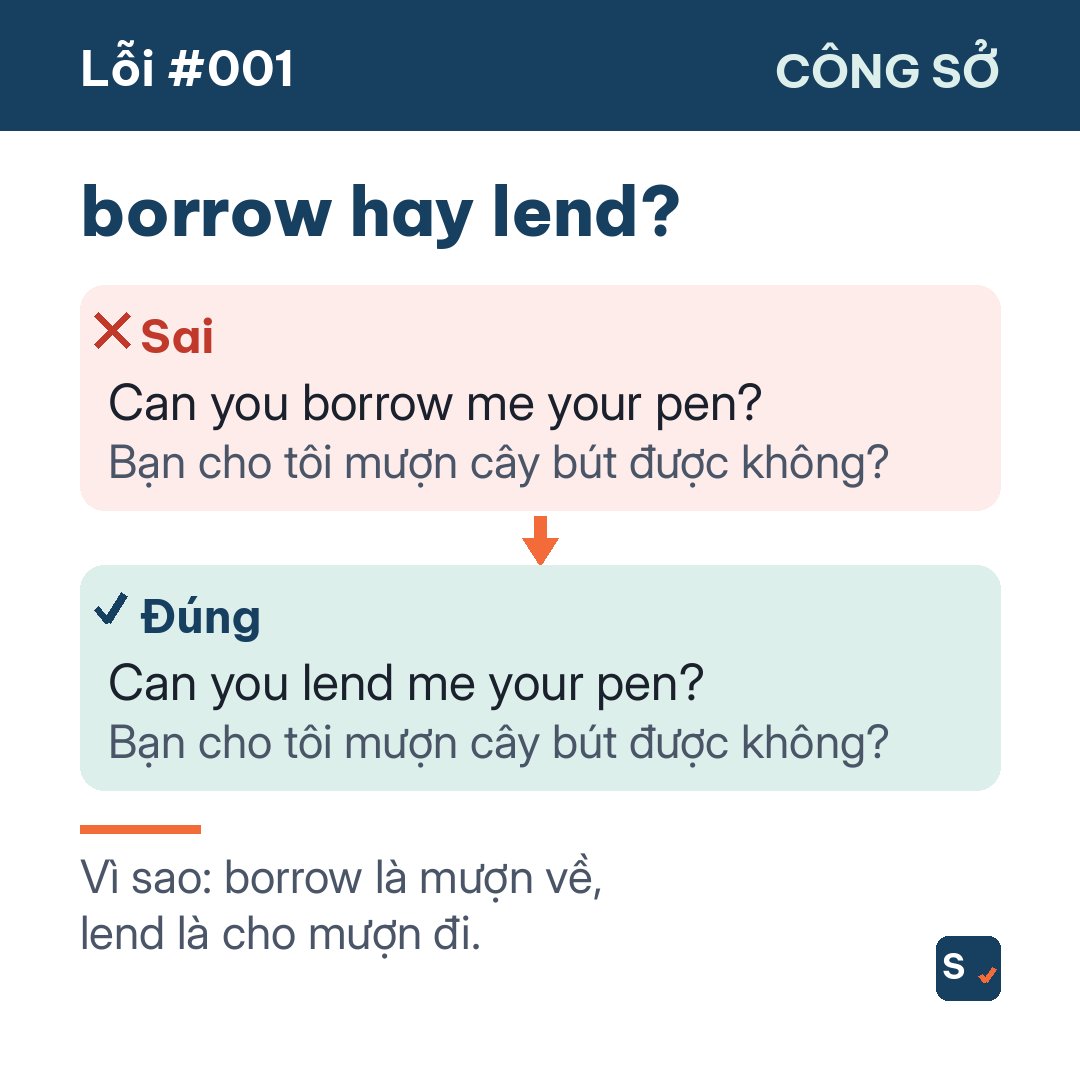 Lỗi #001
CÔNG SỞ
borrow hay lend?
Sai
Can you borrow me your pen?
Bạn cho tôi mượn cây bút được không?
Đúng
Can you lend me your pen?
Bạn cho tôi mượn cây bút được không?
Vì sao: borrow là mượn về,
lend là cho mượn đi.
S